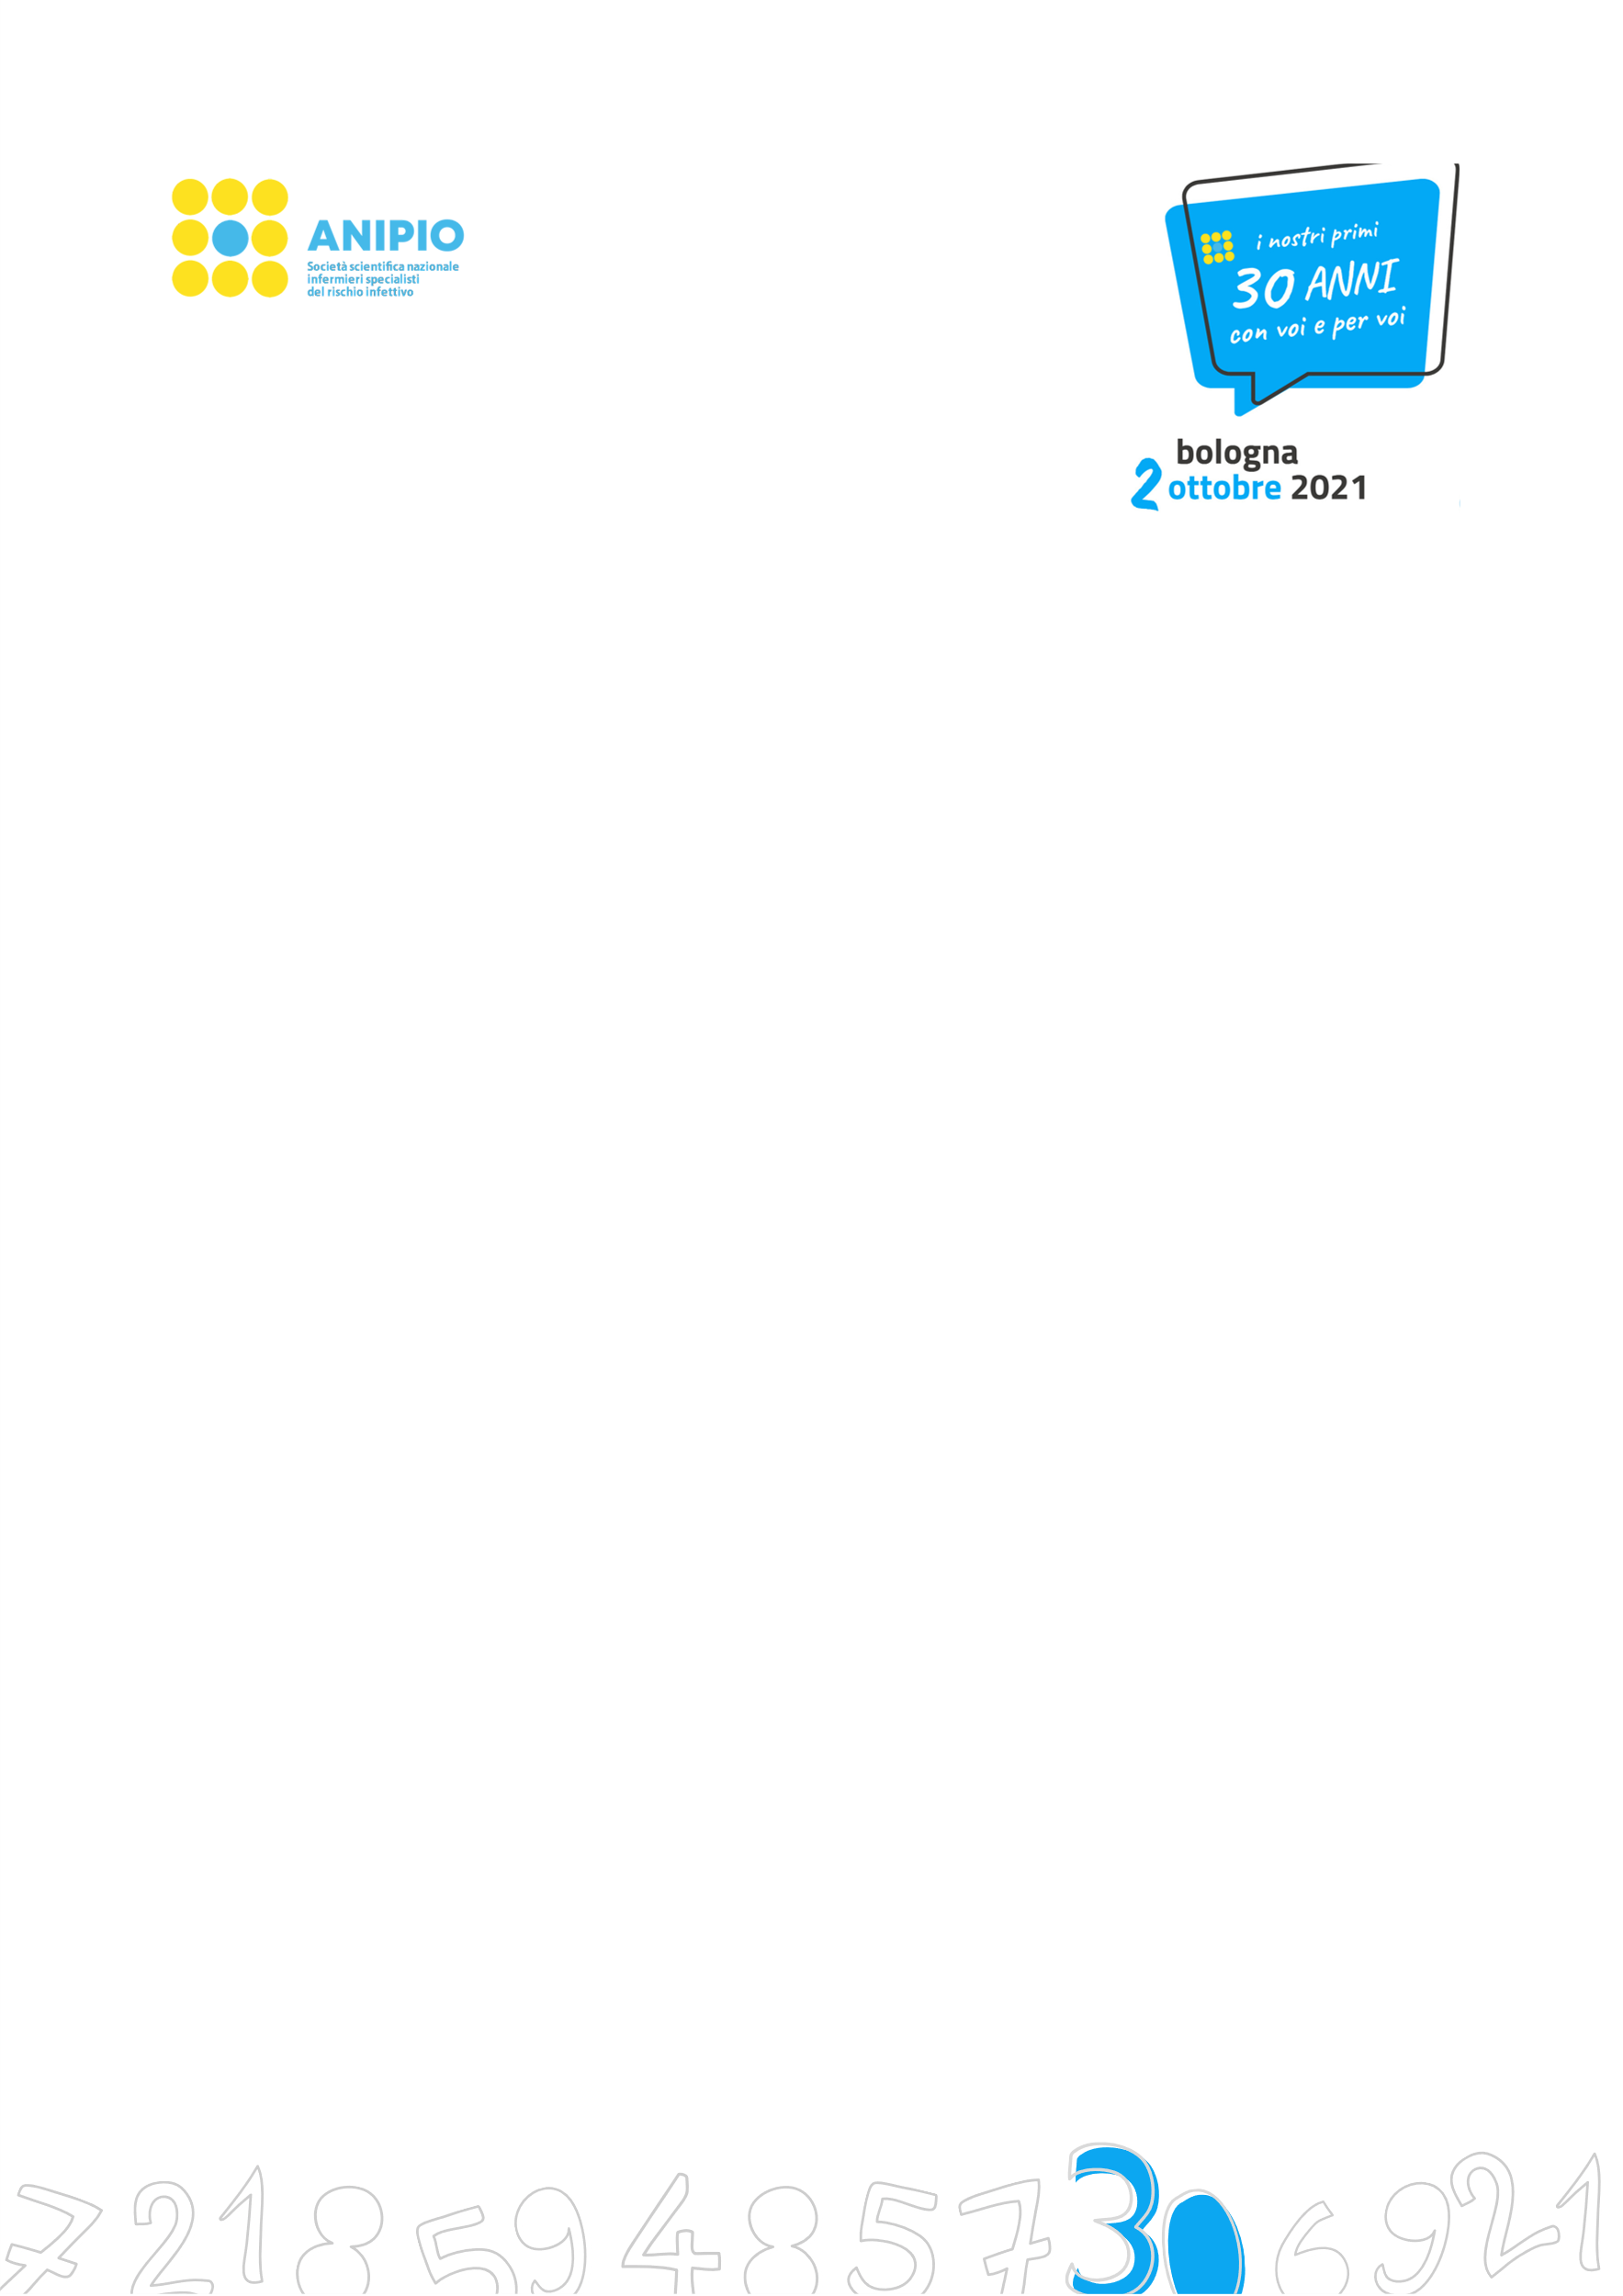 ANIPIO
Società scientifica nazionale
infermieri specialisti
del rischio infettivo
i nostri primi
30 ANNI
con voi e per voi
bologna
2 ottobre 2021
7 2 1 8 5 9 4 8 5 7 3 0 6 9 2 1